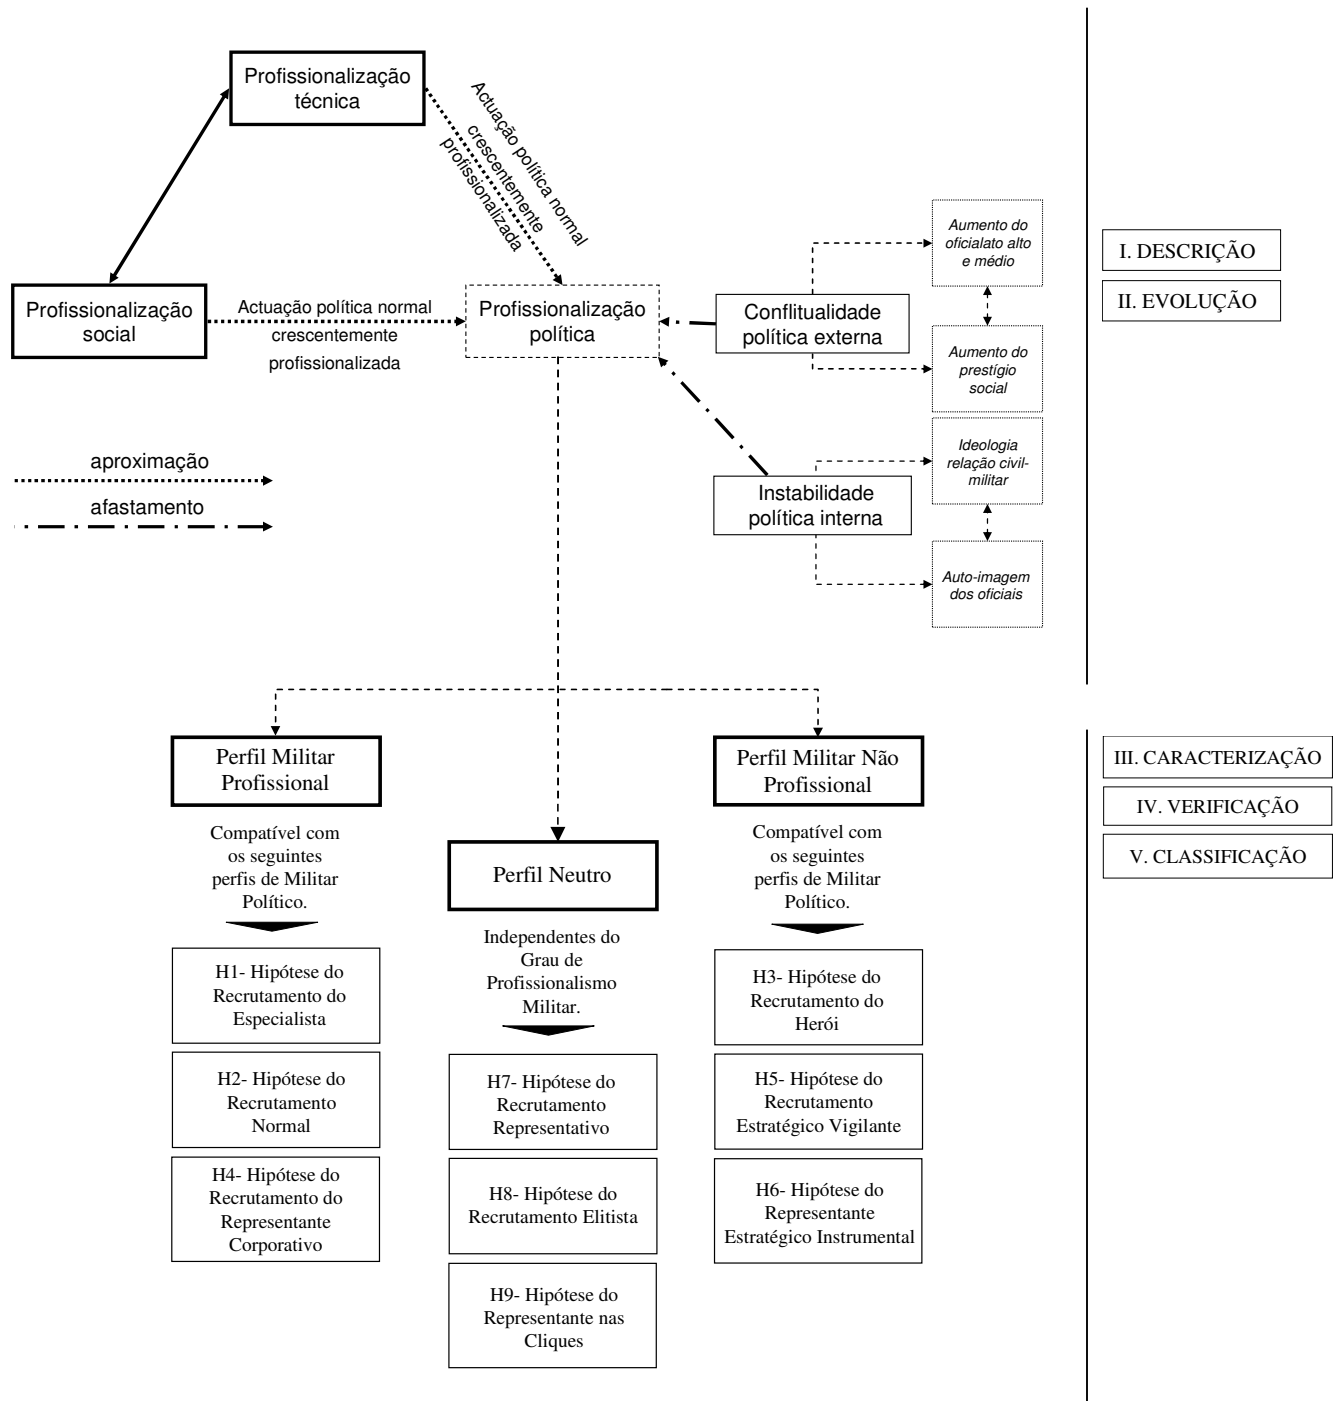 Profissionalização
técnica
Actuação política normal
crescentemente
profissionalizada
Profissionalização
social
Actuação política normal
crescentemente
profissionalizada
Profissionalização
política
Conflitualidade
política externa
Instabilidade
política interna
Aumento do
oficialato alto
e médio
Aumento do
prestígio
social
Ideologia
relação civil-
militar
Auto-imagem
dos oficiais
aproximação
afastamento
I. DESCRIÇÃO
II. EVOLUÇÃO
Perfil Militar
Profissional
Compatível com
os seguintes
perfis de Militar
Político.
H1- Hipótese do
Recrutamento do
Especialista
H2- Hipótese do
Recrutamento
Normal
H4- Hipótese do
Recrutamento do
Representante
Corporativo
Perfil Neutro
Independentes do
Grau de
Profissionalismo
Militar.
H7- Hipótese do
Recrutamento
Representativo
H8- Hipótese do
Recrutamento Elitista
H9- Hipótese do
Representante nas
Cliques
Perfil Militar Não
Profissional
Compatível com
os seguintes
perfis de Militar
Político.
H3- Hipótese do
Recrutamento do
Herói
H5- Hipótese do
Recrutamento
Estratégico Vigilante
H6- Hipótese do
Representante
Estratégico Instrumental
III. CARACTERIZAÇÃO
IV. VERIFICAÇÃO
V. CLASSIFICAÇÃO